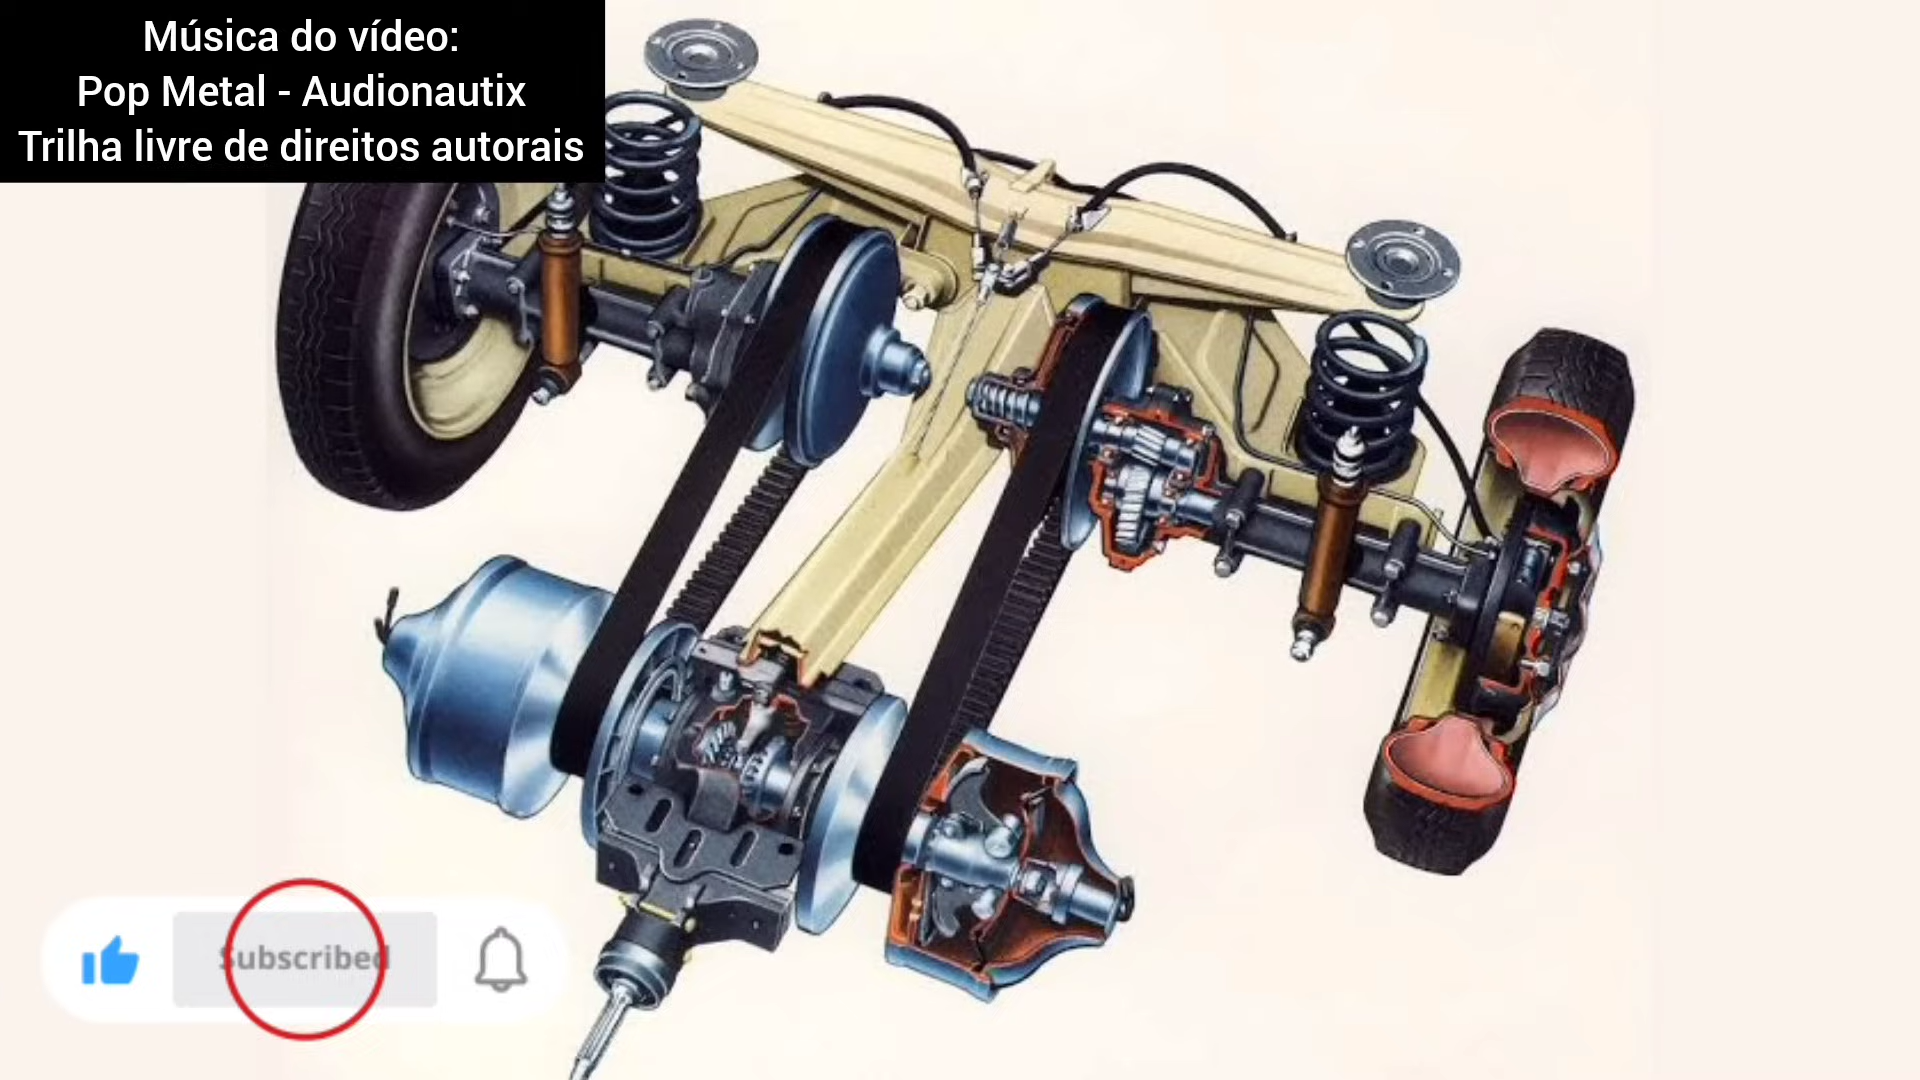 Música do vídeo:
Pop Metal - Audionautix
Trilha livre de direitos autorais
Subscribed